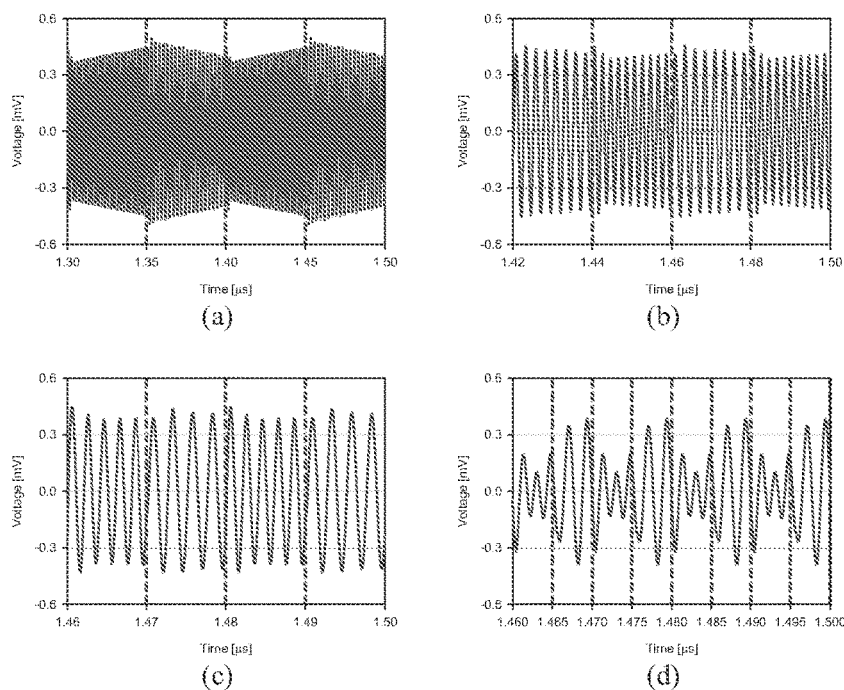 0.6
0.3
0.0
-0.3
-0.6
Voltage [mV]
1.30 1.35 1.40 1.45 1.50
Time [μs]
(a)
0.6
0.3
0.0
-0.3
-0.6
Voltage [mV]
1.42 1.44 1.46 1.48 1.50
Time [μs]
(b)
0.6
0.3
0.0
-0.3
-0.6
Voltage [mV]
1.46 1.47 1.48 1.49 1.50
Time [μs]
(c)
0.6
0.3
0.0
-0.3
-0.6
Voltage [mV]
1.460 1.465 1.470 1.475 1.480 1.485 1.490 1.495 1.500
Time [μs]
(d)